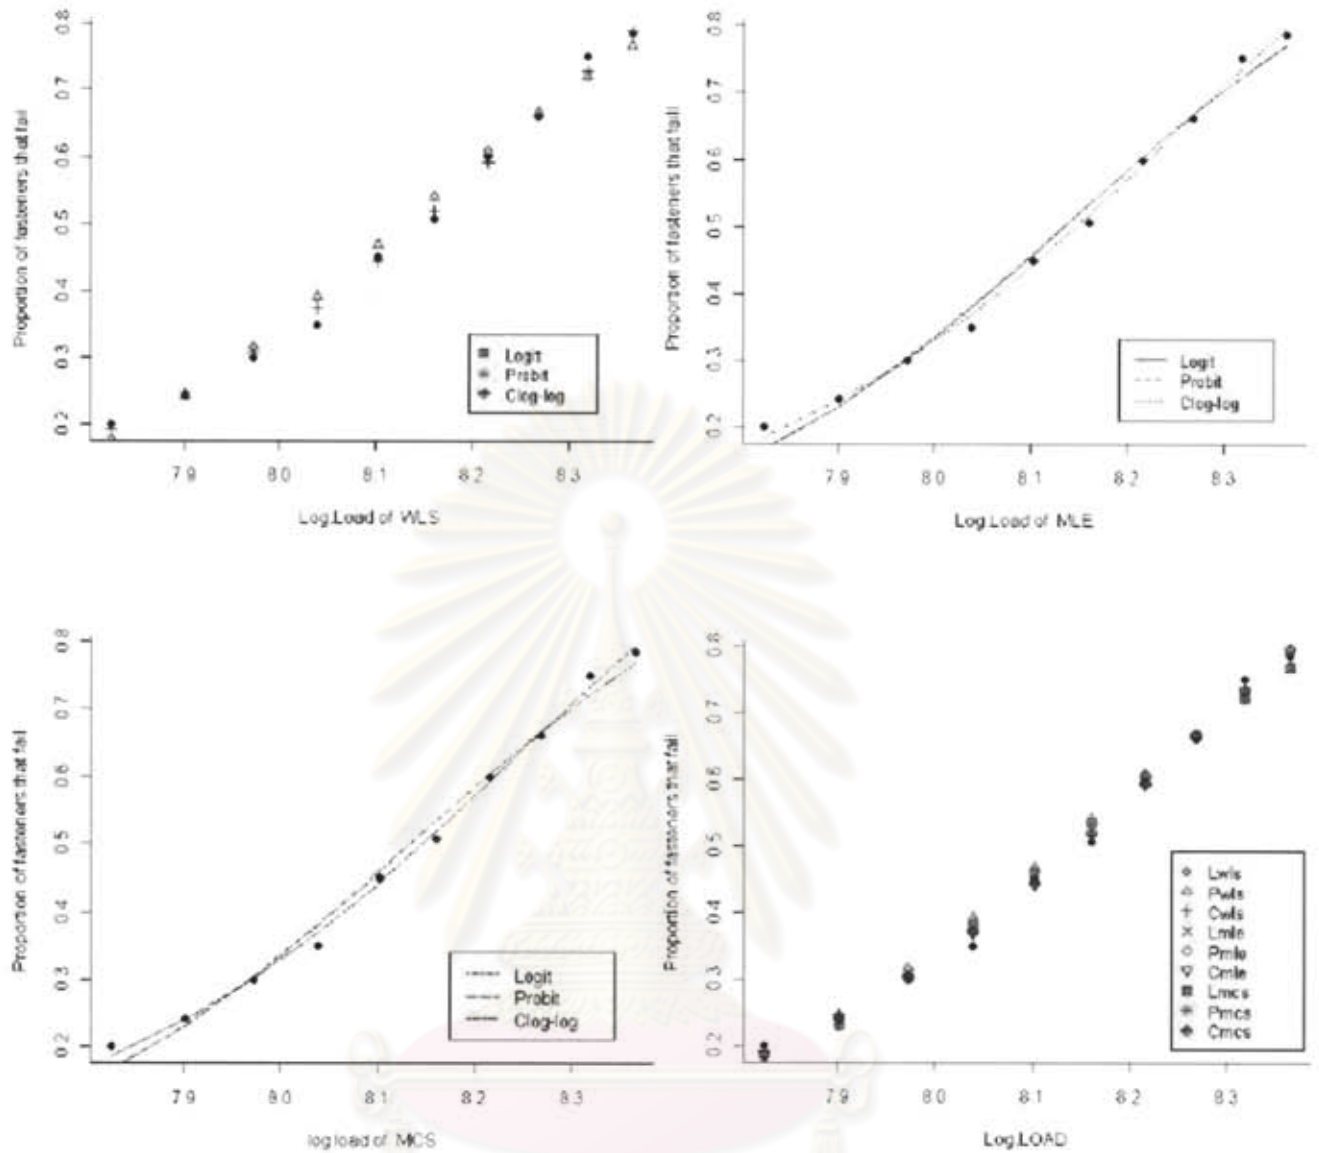 Proportion of fasteners that fail
0.8
0.7
0.6
0.5
0.4
0.3
0.2
Logit
Probit
Clog-log
7.9 8.0 8.1 8.2 8.3
Log.Load of WLS
Proportion of fasteners that fail
0.8
0.7
0.6
0.5
0.4
0.3
0.2
Logit
Probit
Clog-log
7.9 8.0 8.1 8.2 8.3
Log.Load of MLE
Proportion of fasteners that fail
0.8
0.7
0.6
0.5
0.4
0.3
0.2
Logit
Probit
Clog-log
7.9 8.0 8.1 8.2 8.3
log.load of MCS
Proportion of fasteners that fail
0.8
0.7
0.6
0.5
0.4
0.3
0.2
Lwls
Pwls
Cwls
Lmle
Pmle
Cmle
Lmcs
Pmcs
Cmcs
7.9 8.0 8.1 8.2 8.3
Log.LOAD